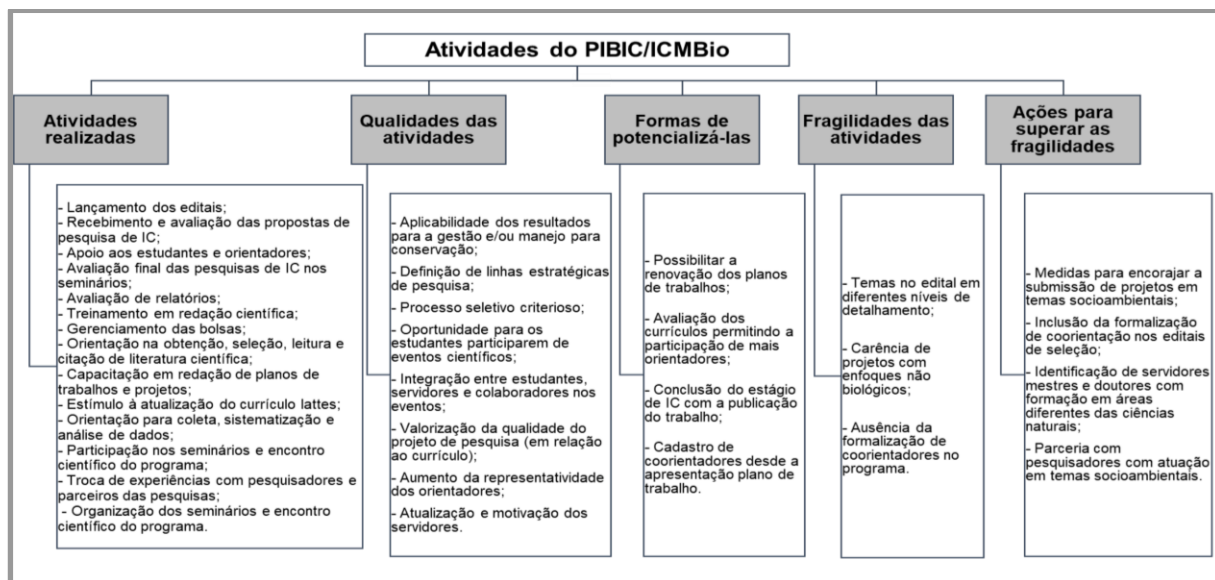 Atividades do PIBIC/ICMBio
Atividades
realizadas
- Lançamento dos editais;
- Recebimento e avaliação das propostas de
pesquisa de IC;
- Apoio aos estudantes e orientadores;
- Avaliação final das pesquisas de IC nos
seminários;
- Avaliação de relatórios;
- Treinamento em redação científica;
- Gerenciamento das bolsas;
- Orientação na obtenção, seleção, leitura e
citação de literatura científica;
- Capacitação em redação de planos de
trabalhos e projetos;
- Estímulo à atualização do currículo lattes;
- Orientação para coleta, sistematização e
análise de dados;
- Participação nos seminários e encontro
científico do programa;
- Troca de experiências com pesquisadores e
parceiros das pesquisas;
- Organização dos seminários e encontro
científico do programa.
Qualidades das
atividades
- Aplicabilidade dos resultados
para a gestão e/ou manejo para
conservação;
- Definição de linhas estratégicas
de pesquisa;
- Processo seletivo criterioso;
- Oportunidade para os
estudantes participarem de
eventos científicos;
- Integração entre estudantes,
servidores e colaboradores nos
eventos;
- Valorização da qualidade do
projeto de pesquisa (em relação
ao currículo);
- Aumento da representatividade
dos orientadores;
- Atualização e motivação dos
servidores.
Formas de
potencializá-las
- Possibilitar a
renovação dos planos
de trabalhos;
- Avaliação dos
currículos permitindo a
participação de mais
orientadores;
- Conclusão do estágio
de IC com a publicação
do trabalho;
- Cadastro de
coorientadores desde a
apresentação plano de
trabalho.
Fragilidades das
atividades
- Temas no edital em
diferentes níveis de
detalhamento;
- Carência de
projetos com
enfoques não
biológicos;
- Ausência da
formalização de
coorientadores no
programa.
Ações para
superar as
fragilidades
- Medidas para encorajar a
submissão de projetos em
temas socioambientais;
- Inclusão da formalização
de coorientação nos editais
de seleção;
- Identificação de servidores
mestres e doutores com
formação em áreas
diferentes das ciências
naturais;
- Parceria com
pesquisadores com atuação
em temas socioambientais.